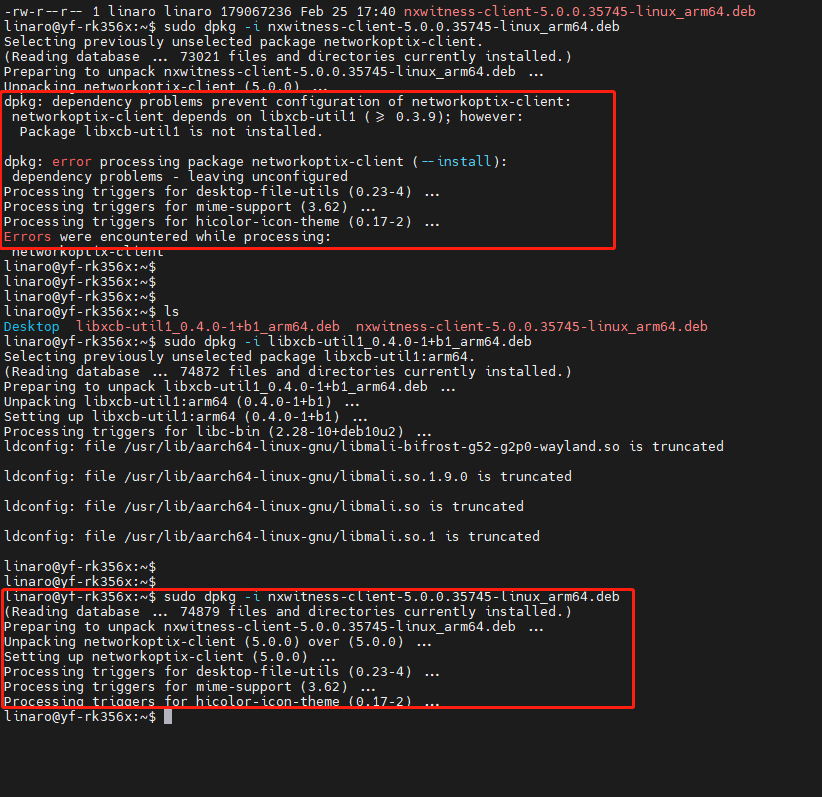 -rw-r--r-- 1 linaro linaro 179067236 Feb 25 17:40 nxwitness-client-5.0.0.35745-linux_arm64.deb
linaro@yf-rk356x:~$ sudo dpkg -i nxwitness-client-5.0.0.35745-linux_arm64.deb
Selecting previously unselected package networkoptix-client.
(Reading database ... 73021 files and directories currently installed.)
Preparing to unpack nxwitness-client-5.0.0.35745-linux_arm64.deb ...
Unpacking networkoptix-client (5.0.0) ...
dpkg: dependency problems prevent configuration of networkoptix-client:
networkoptix-client depends on libxcb-util1 (>= 0.3.9); however:
Package libxcb-util1 is not installed.
dpkg: error processing package networkoptix-client (--install):
dependency problems - leaving unconfigured
Processing triggers for desktop-file-utils (0.23-4) ...
Processing triggers for mime-support (3.62) ...
Processing triggers for hicolor-icon-theme (0.17-2) ...
Errors were encountered while processing:
networkoptix-client
linaro@yf-rk356x:~$
linaro@yf-rk356x:~$
linaro@yf-rk356x:~$
linaro@yf-rk356x:~$ ls
Desktop libxcb-util1_0.4.0-1+b1_arm64.deb nxwitness-client-5.0.0.35745-linux_arm64.deb
linaro@yf-rk356x:~$ sudo dpkg -i libxcb-util1_0.4.0-1+b1_arm64.deb
Selecting previously unselected package libxcb-util1:arm64.
(Reading database ... 74872 files and directories currently installed.)
Preparing to unpack libxcb-util1_0.4.0-1+b1_arm64.deb ...
Unpacking libxcb-util1:arm64 (0.4.0-1+b1) ...
Setting up libxcb-util1:arm64 (0.4.0-1+b1) ...
Processing triggers for libc-bin (2.28-10+deb10u2) ...
ldconfig: file /usr/lib/aarch64-linux-gnu/libmali-bifrost-g52-g2p0-wayland.so is truncated
ldconfig: file /usr/lib/aarch64-linux-gnu/libmali.so.1.9.0 is truncated
ldconfig: file /usr/lib/aarch64-linux-gnu/libmali.so is truncated
ldconfig: file /usr/lib/aarch64-linux-gnu/libmali.so.1 is truncated
linaro@yf-rk356x:~$
linaro@yf-rk356x:~$
linaro@yf-rk356x:~$ sudo dpkg -i nxwitness-client-5.0.0.35745-linux_arm64.deb
(Reading database ... 74879 files and directories currently installed.)
Preparing to unpack nxwitness-client-5.0.0.35745-linux_arm64.deb ...
Unpacking networkoptix-client (5.0.0) over (5.0.0) ...
Setting up networkoptix-client (5.0.0) ...
Processing triggers for desktop-file-utils (0.23-4) ...
Processing triggers for mime-support (3.62) ...
Processing triggers for hicolor-icon-theme (0.17-2) ...
linaro@yf-rk356x:~$